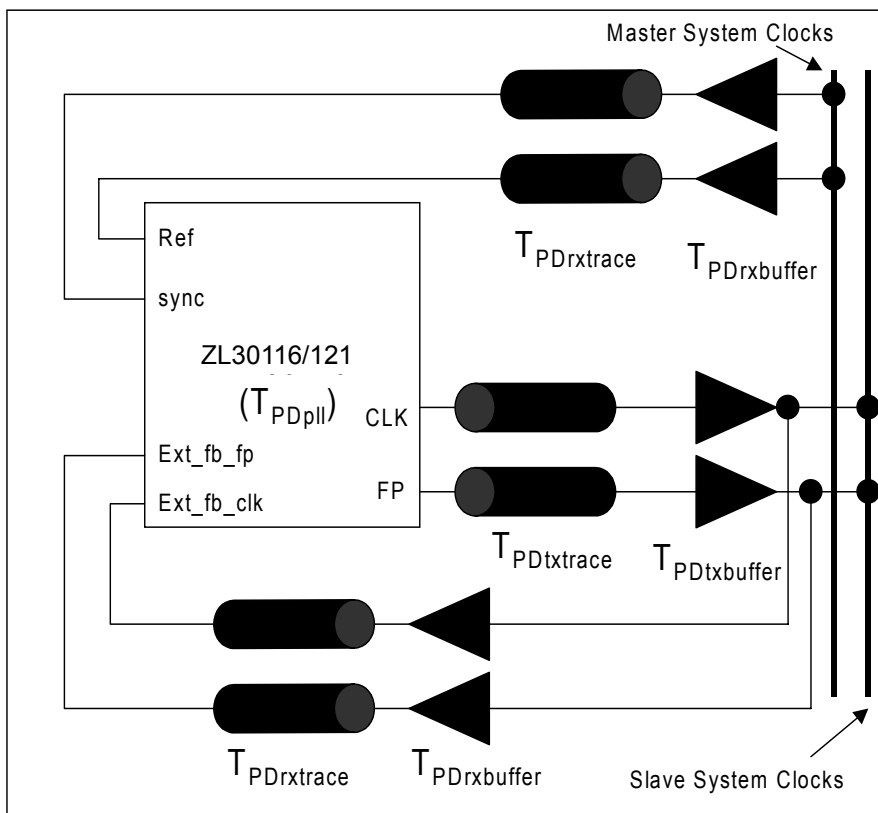 Master System Clocks
Ref
TPDrxtrace
TPDrxbuffer
sync
ZL30116/121
(TPDpll)
CLK
Ext_fb_fp
FP
Ext_fb_clk
TPDtxtrace
TPDtxbuffer
TPDrxtrace
TPDrxbuffer
Slave System Clocks